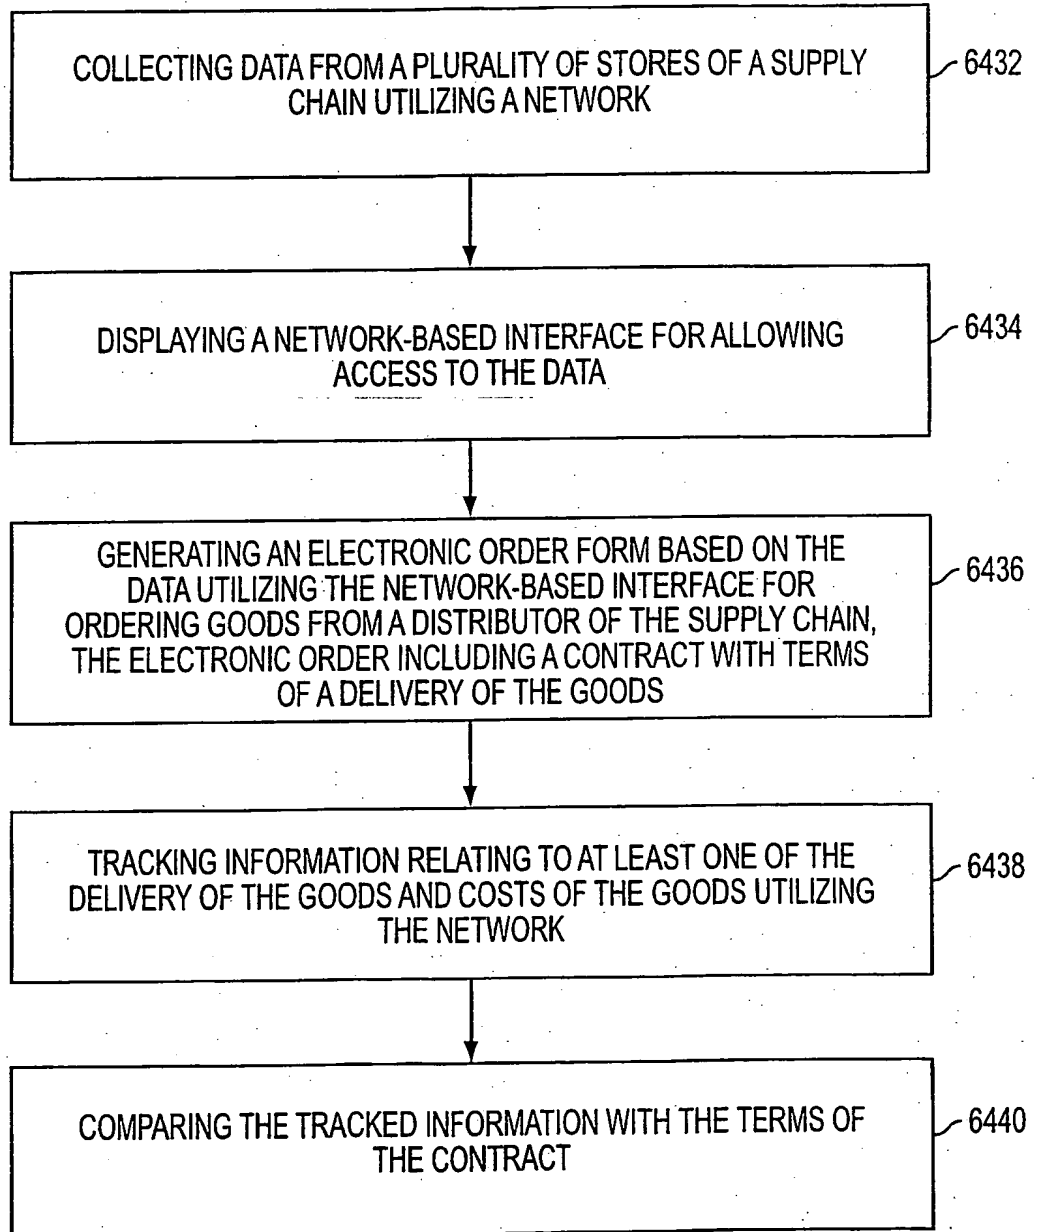 COLLECTING DATA FROM A PLURALITY OF STORES OF A SUPPLY
CHAIN UTILIZING A NETWORK
6432
DISPLAYING A NETWORK-BASED INTERFACE FOR ALLOWING
ACCESS TO THE DATA
6434
GENERATING AN ELECTRONIC ORDER FORM BASED ON THE
DATA UTILIZING THE NETWORK-BASED INTERFACE FOR
ORDERING GOODS FROM A DISTRIBUTOR OF THE SUPPLY CHAIN,
THE ELECTRONIC ORDER INCLUDING A CONTRACT WITH TERMS
OF A DELIVERY OF THE GOODS
6436
TRACKING INFORMATION RELATING TO AT LEAST ONE OF THE
DELIVERY OF THE GOODS AND COSTS OF THE GOODS UTILIZING
THE NETWORK
6438
COMPARING THE TRACKED INFORMATION WITH THE TERMS OF
THE CONTRACT
6440